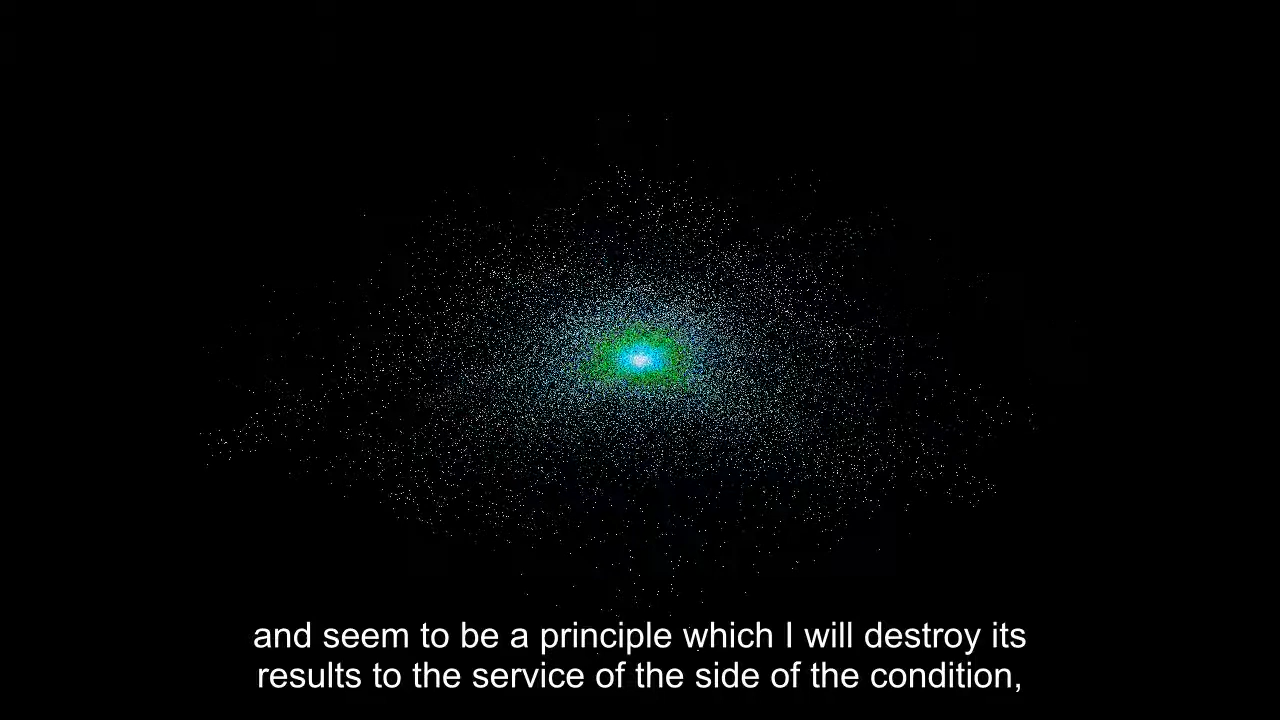 and seem to be a principle which I will destroy its
results to the service of the side of the condition,